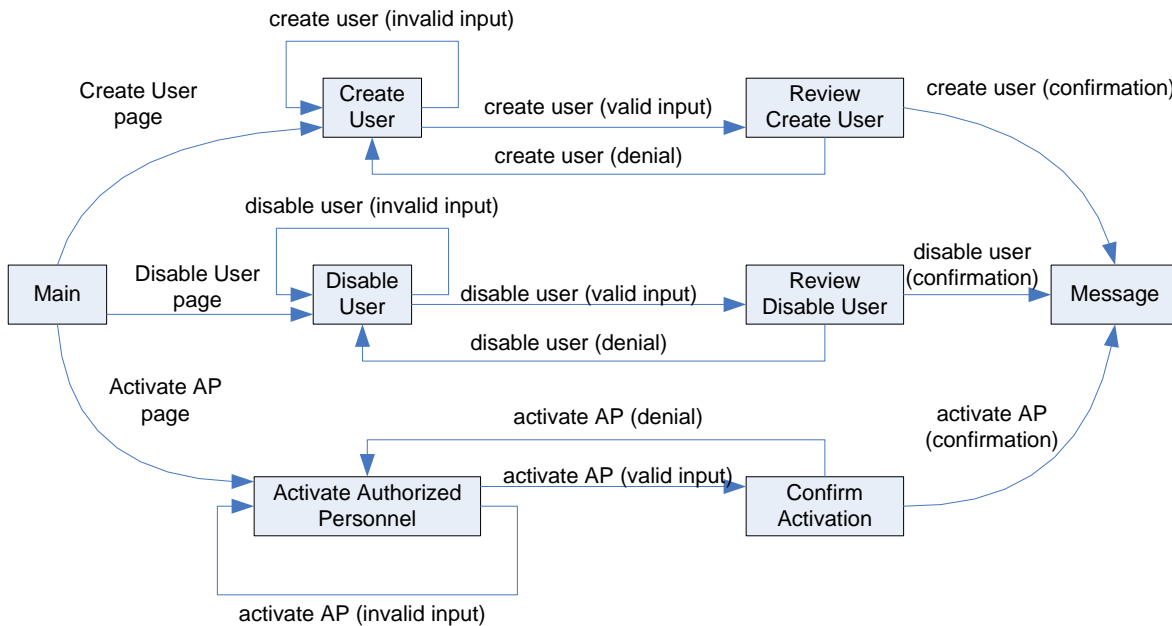 create user (invalid input)
Create User
page
Create
User
create user (valid input)
Review
Create User
create user (confirmation)
create user (denial)
disable user (invalid input)
Main
Disable User
page
Disable
User
disable user (valid input)
Review
Disable User
disable user
(confirmation)
Message
disable user (denial)
Activate AP
page
activate AP (denial)
activate AP
(confirmation)
Activate Authorized
Personnel
activate AP (valid input)
Confirm
Activation
activate AP (invalid input)